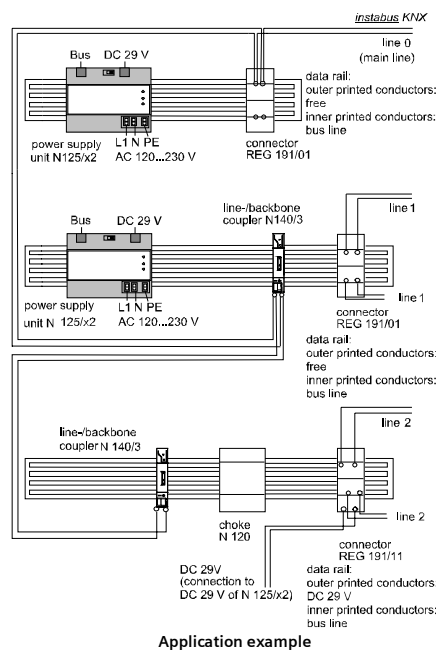 instabus KNX
line 0
(main line)
Bus DC 29 V
data rail:
outer printed conductors:
free
inner printed conductors:
bus line
L1 N PE
power supply
unit N125/x2
AC 120...230 V
connector
REG 191/01
line-/backbone
coupler N140/3
line 1
Bus DC 29 V
line 1
L1 N PE
power supply
unit N 125/x2
AC 120...230 V
connector
REG 191/01
data rail:
outer printed conductors:
free
inner printed conductors:
bus line
line 2
line-/backbone
coupler N 140/3
line 2
choke
N 120
connector
REG 191/11
DC 29V
(connection to
DC 29 V of N 125/x2)
data rail:
outer printed conductors:
DC 29 V
inner printed conductors:
bus line
Application example